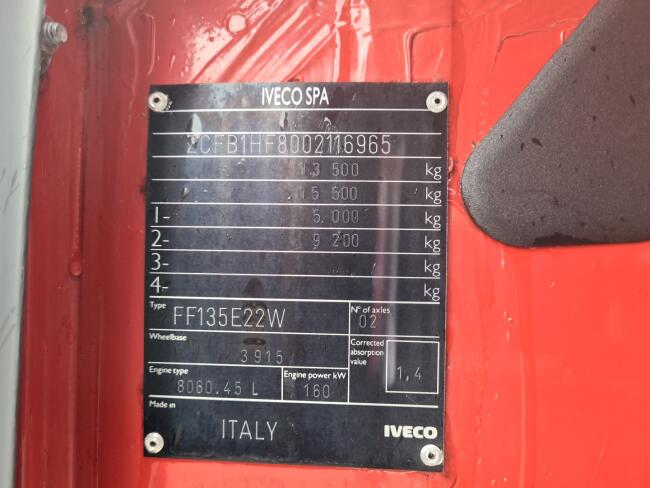 IVECO SPA
ZCFB1HF8002116965
13 500 kg
15 500 kg
1- 5.000 kg
2- 9 200 kg
3- kg
4- kg
Type FF135E22W
N° of axles 02
Wheelbase 3915
Corrected absorption value 1,4
Engine type 8060.45 L
Engine power kW 160
Made in ITALY
IVECO